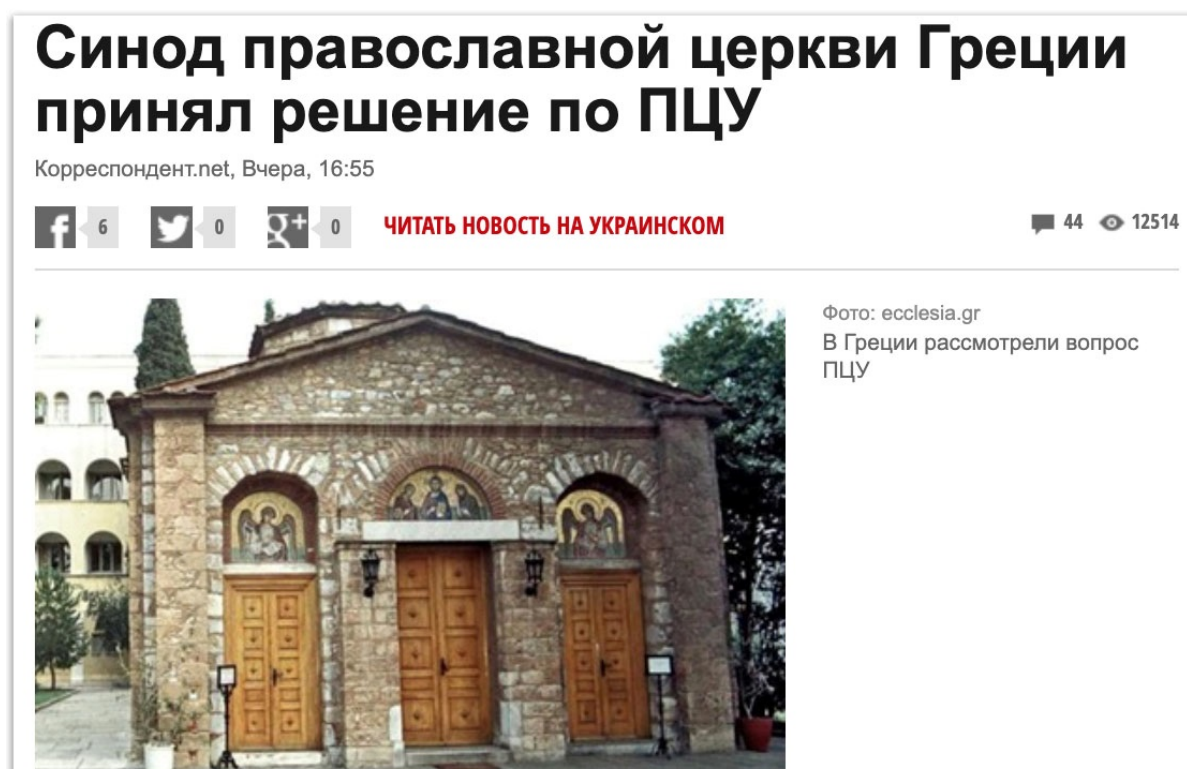 Синод православной церкви Греции
принял решение по ПЦУ
Корреспондент.net, Вчера, 16:55
f 6 0 g+ 0 ЧИТАТЬ НОВОСТЬ НА УКРАИНСКОМ 44 12514
Фото: ecclesia.gr
В Греции рассмотрели вопрос
ПЦУ